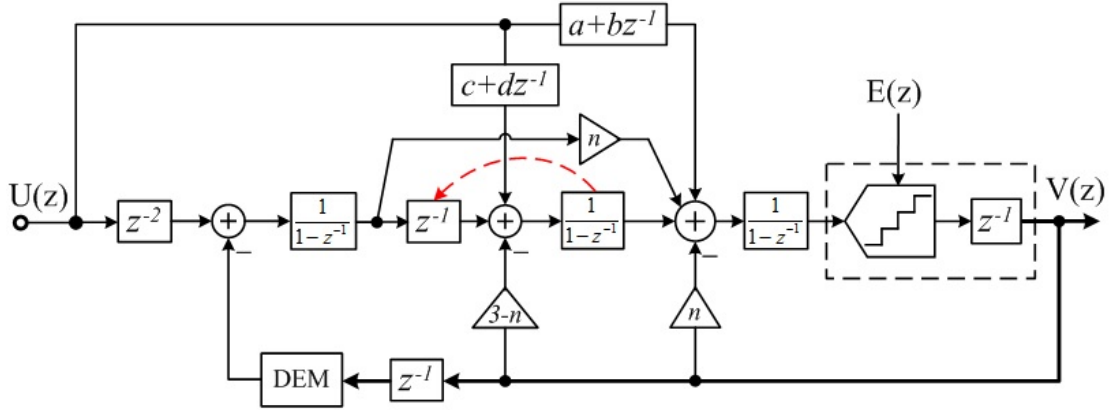 a+bz⁻¹
c+dz⁻¹
E(z)
n
U(z)
V(z)
z⁻² + 1/(1−z⁻¹) z⁻¹ + 1/(1−z⁻¹) + 1/(1−z⁻¹) z⁻¹
− − −
3-n n
DEM z⁻¹